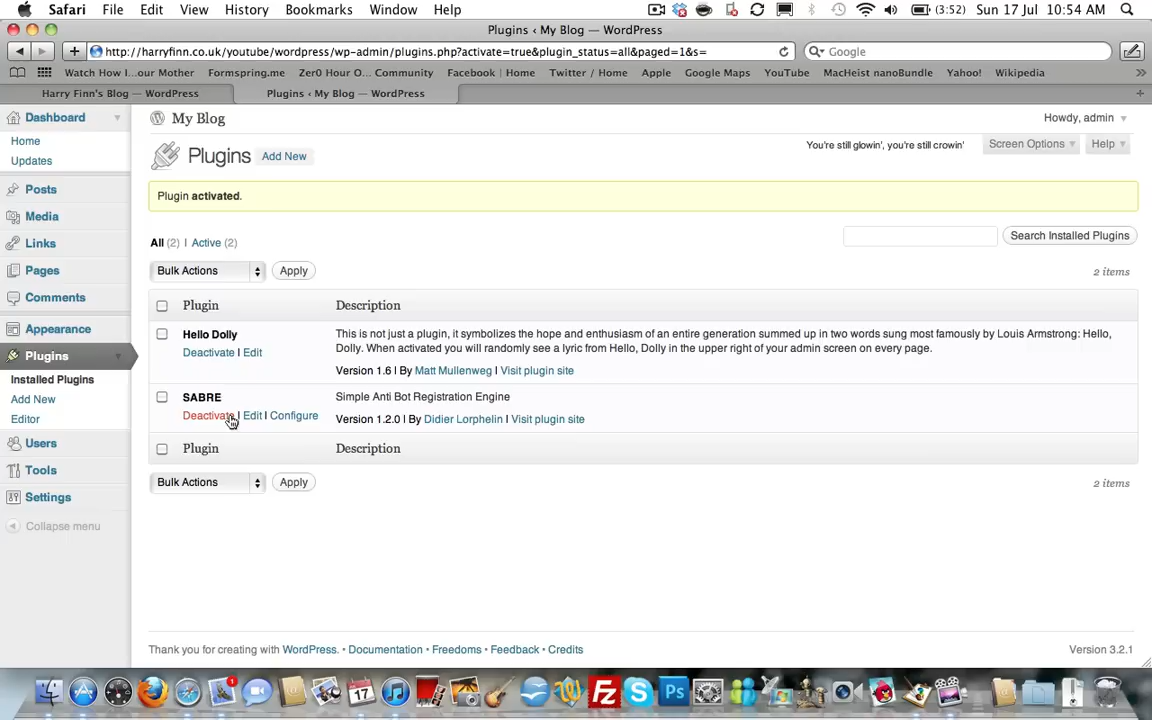 Safari File Edit View History Bookmarks Window Help (3:52) Sun 17 Jul 10:54 AM
Plugins ‹ My Blog — WordPress
http://harryfinn.co.uk/youtube/wordpress/wp-admin/plugins.php?activate=true&plugin_status=all&paged=1&s= Google
Watch How I...our Mother Formspring.me Zer0 Hour O... Community Facebook | Home Twitter / Home Apple Google Maps YouTube MacHeist nanoBundle Yahoo! Wikipedia
Harry Finn's Blog — WordPress Plugins ‹ My Blog — WordPress
Dashboard
Home
Updates
Posts
Media
Links
Pages
Comments
Appearance
Plugins
Installed Plugins
Add New
Editor
Users
Tools
Settings
Collapse menu
My Blog Howdy, admin
Plugins Add New You're still glowin', you're still crowin' Screen Options Help
Plugin activated.
All (2) | Active (2) Search Installed Plugins
Bulk Actions Apply 2 items
Plugin Description
Hello Dolly This is not just a plugin, it symbolizes the hope and enthusiasm of an entire generation summed up in two words sung most famously by Louis Armstrong: Hello,
Deactivate | Edit Dolly. When activated you will randomly see a lyric from Hello, Dolly in the upper right of your admin screen on every page.
Version 1.6 | By Matt Mullenweg | Visit plugin site
SABRE Simple Anti Bot Registration Engine
Deactivate | Edit | Configure Version 1.2.0 | By Didier Lorphelin | Visit plugin site
Plugin Description
Bulk Actions Apply 2 items
Thank you for creating with WordPress. • Documentation • Freedoms • Feedback • Credits Version 3.2.1
1
17
Fz
Ps